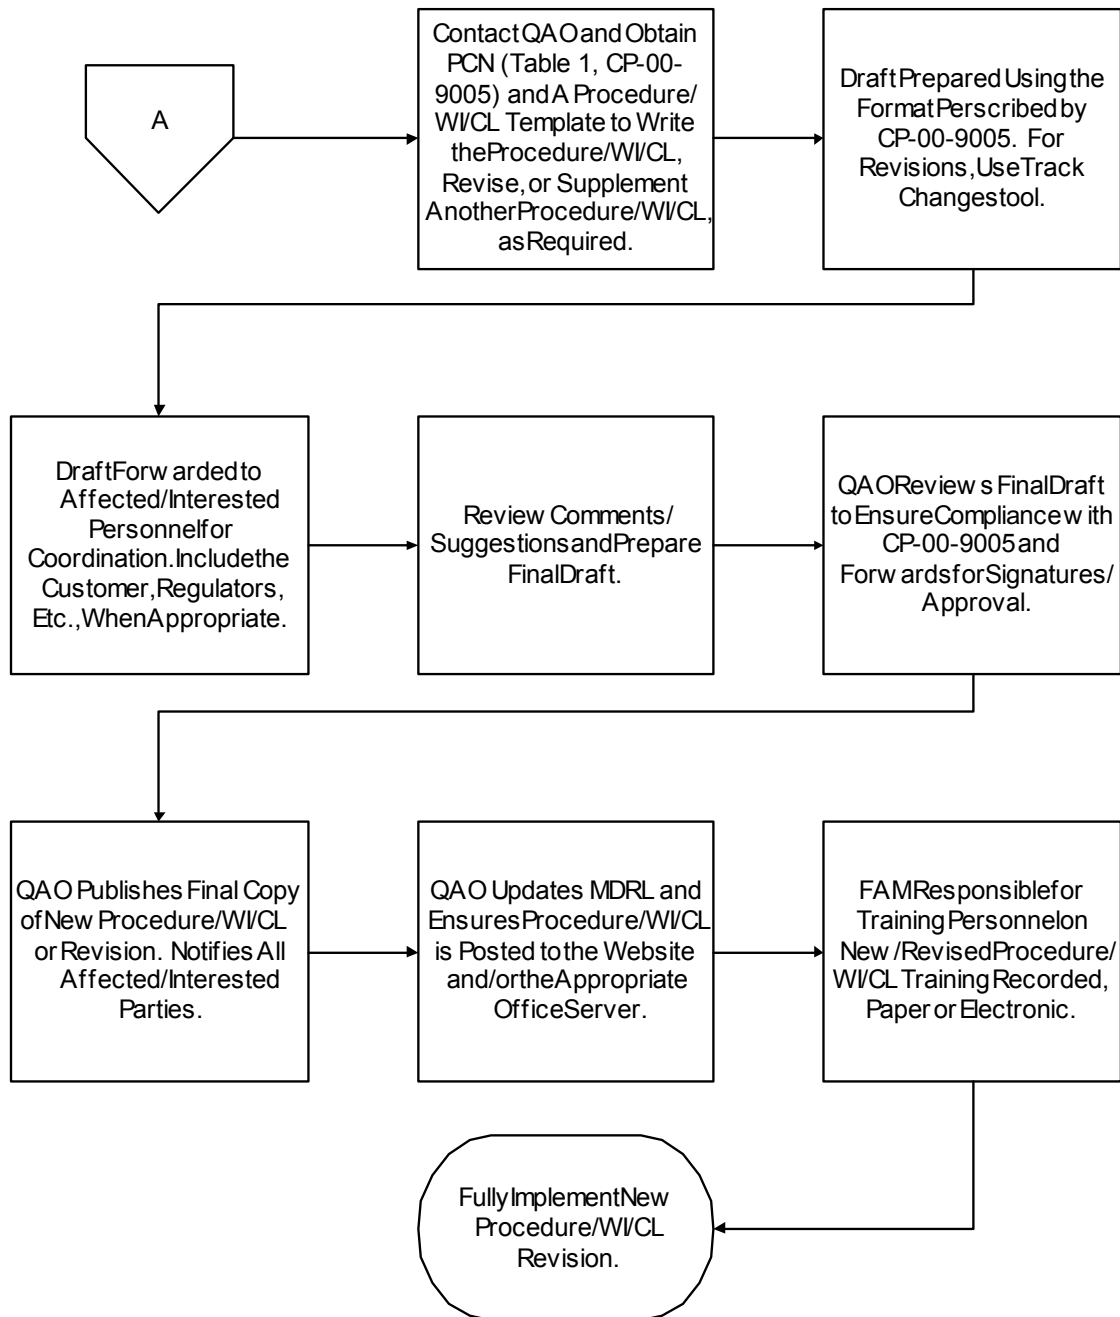 A
Contact QAO and Obtain
PCN (Table 1, CP-00-
9005) and A Procedure/
WI/CL Template to Write
the Procedure/WI/CL,
Revise, or Supplement
Another Procedure/WI/CL,
as Required.
Draft Prepared Using the
Format Perscribed by
CP-00-9005. For
Revisions, Use Track
Changes tool.
Draft Forwarded to
Affected/Interested
Personnel for
Coordination. Include the
Customer, Regulators,
Etc., When Appropriate.
Review Comments/
Suggestions and Prepare
Final Draft.
QAO Reviews Final Draft
to Ensure Compliance with
CP-00-9005 and
Forwards for Signatures/
Approval.
QAO Publishes Final Copy
of New Procedure/WI/CL
or Revision. Notifies All
Affected/Interested
Parties.
QAO Updates MDRL and
Ensures Procedure/WI/CL
is Posted to the Website
and/or the Appropriate
Office Server.
FAM Responsible for
Training Personnel on
New/Revised Procedure/
WI/CL Training Recorded,
Paper or Electronic.
Fully Implement New
Procedure/WI/CL
Revision.